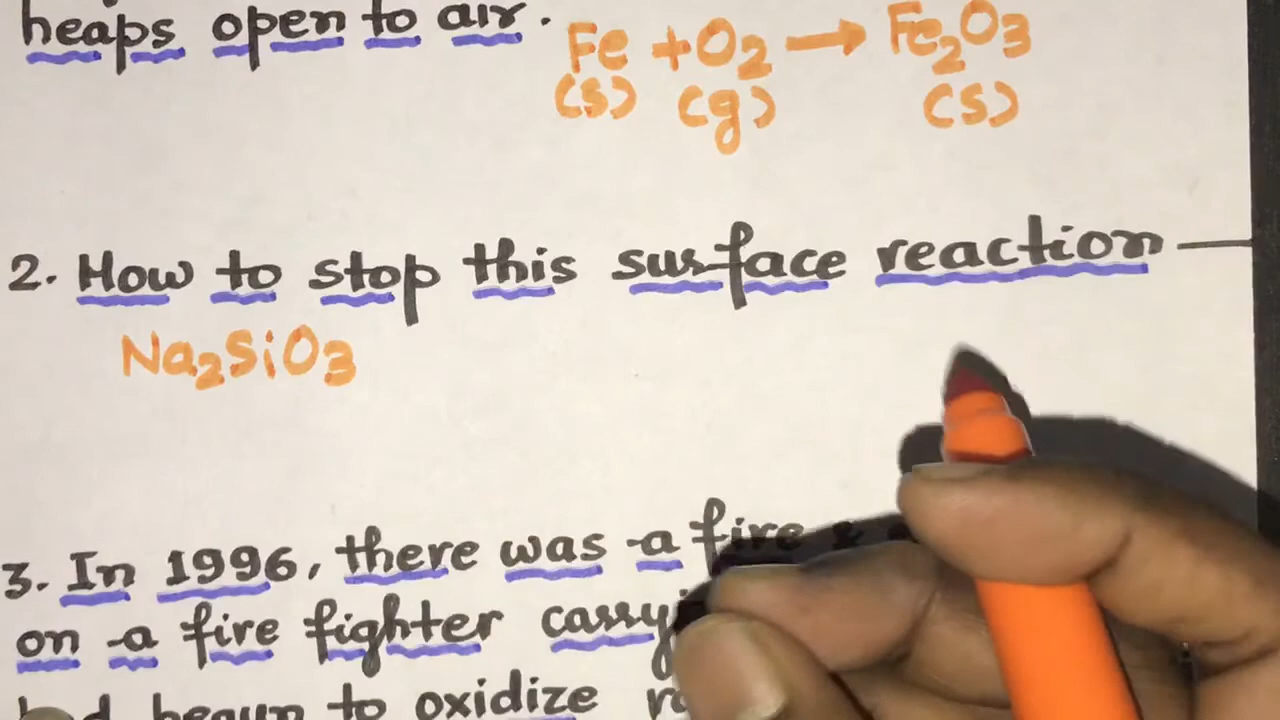 heaps open to air.
Fe + O2 → Fe2O3
(s) (g) (s)
2. How to stop this surface reaction —
Na2SiO3
3. In 1996, there was a fire
on a fire fighter
begun to oxidize